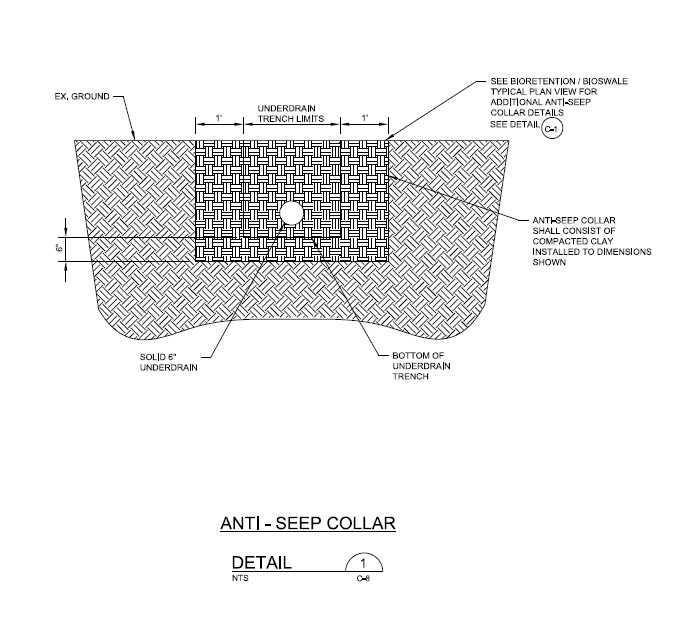 SEE BIORETENTION / BIOSWALE
TYPICAL PLAN VIEW FOR
ADDITIONAL ANTI-SEEP
COLLAR DETAILS
SEE DETAIL C-1
EX. GROUND
UNDERDRAIN
TRENCH LIMITS
1'
1'
ANTI-SEEP COLLAR
SHALL CONSIST OF
COMPACTED CLAY
INSTALLED TO DIMENSIONS
SHOWN
6"
SOLID 6"
UNDERDRAIN
BOTTOM OF
UNDERDRAIN
TRENCH
ANTI - SEEP COLLAR
DETAIL
1
NTS
C-8